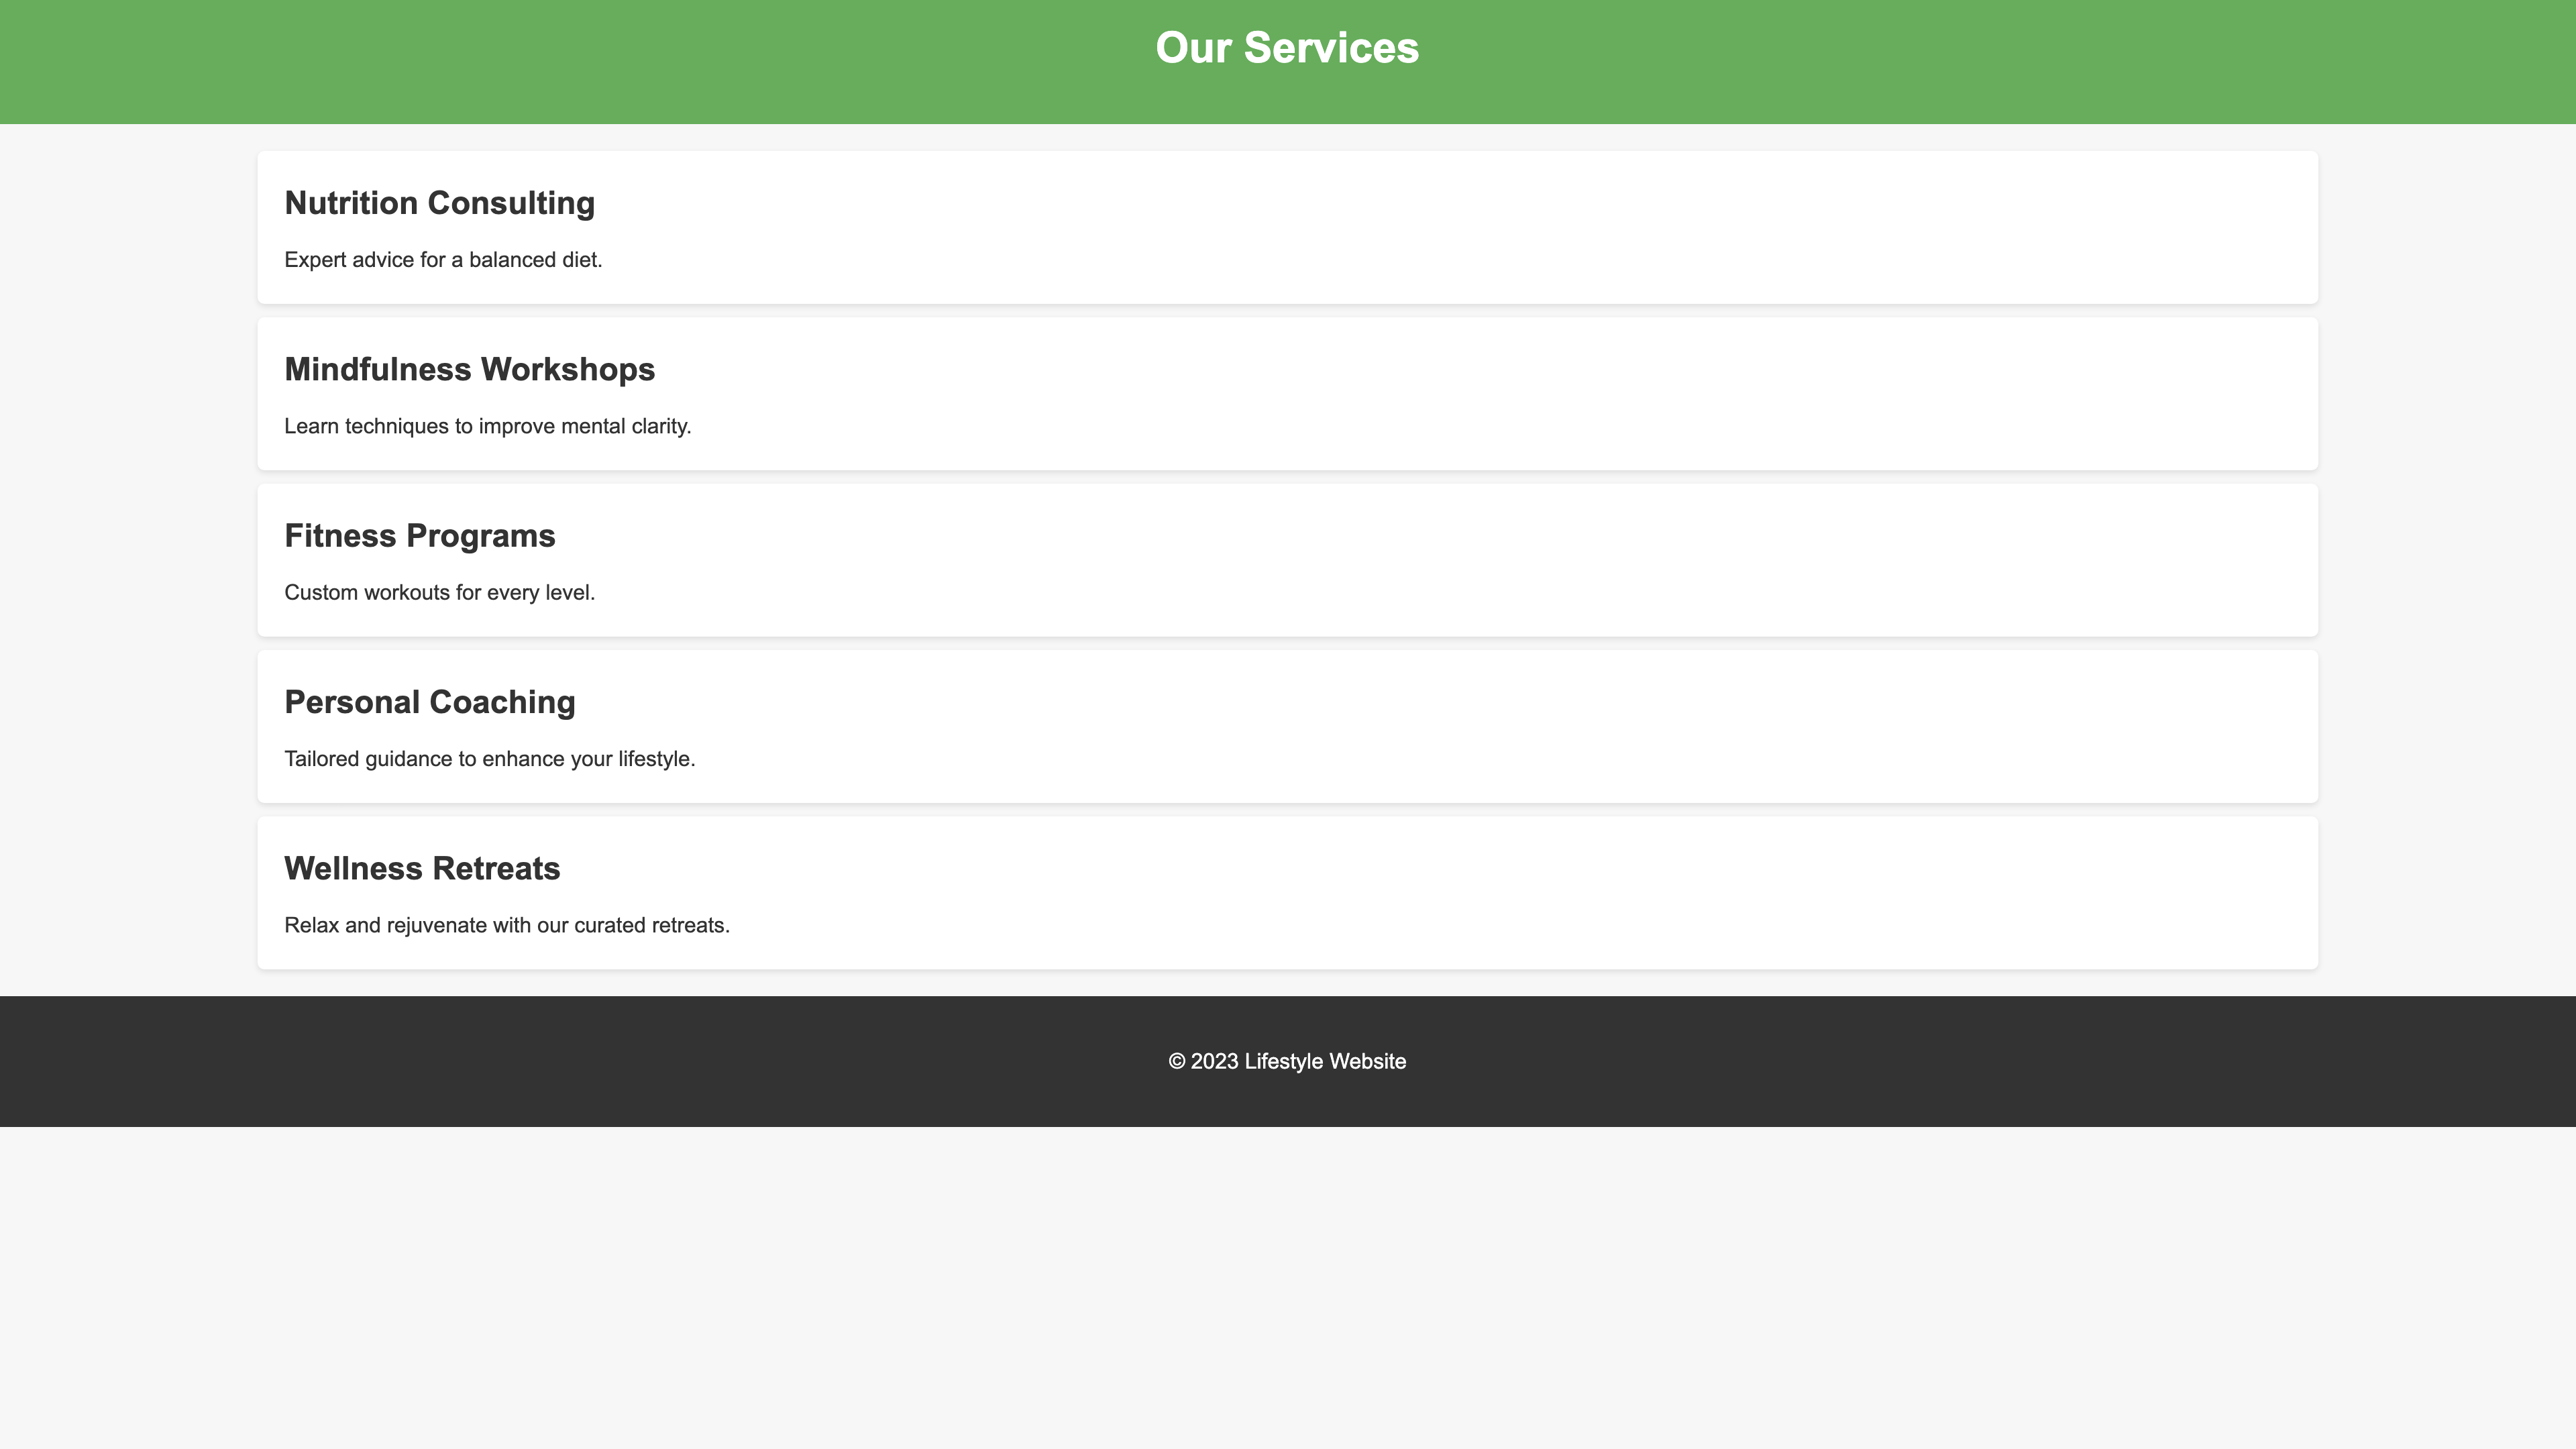 Our Services
Nutrition Consulting
Expert advice for a balanced diet.
Mindfulness Workshops
Learn techniques to improve mental clarity.
Fitness Programs
Custom workouts for every level.
Personal Coaching
Tailored guidance to enhance your lifestyle.
Wellness Retreats
Relax and rejuvenate with our curated retreats.
© 2023 Lifestyle Website